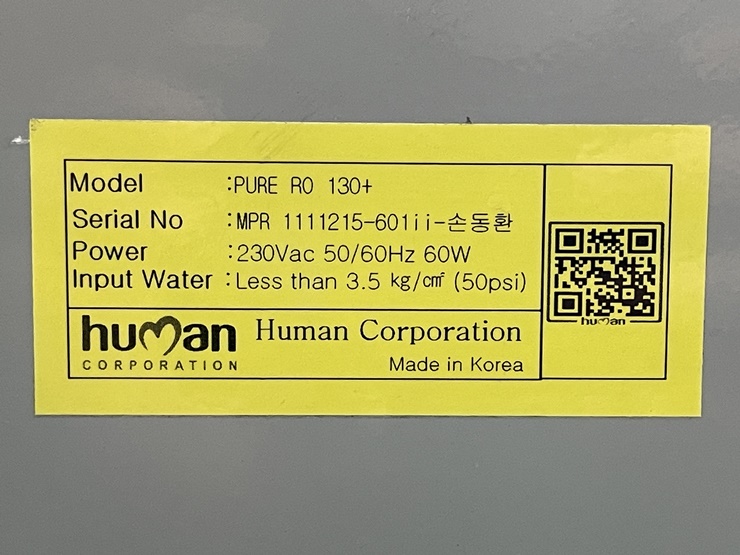 Model :PURE RO 130+
Serial No :MPR 1111215-601ii-손동환
Power :230Vac 50/60Hz 60W
Input Water :Less than 3.5 kg/㎠ (50psi)
human
CORPORATION
Human Corporation
Made in Korea
human